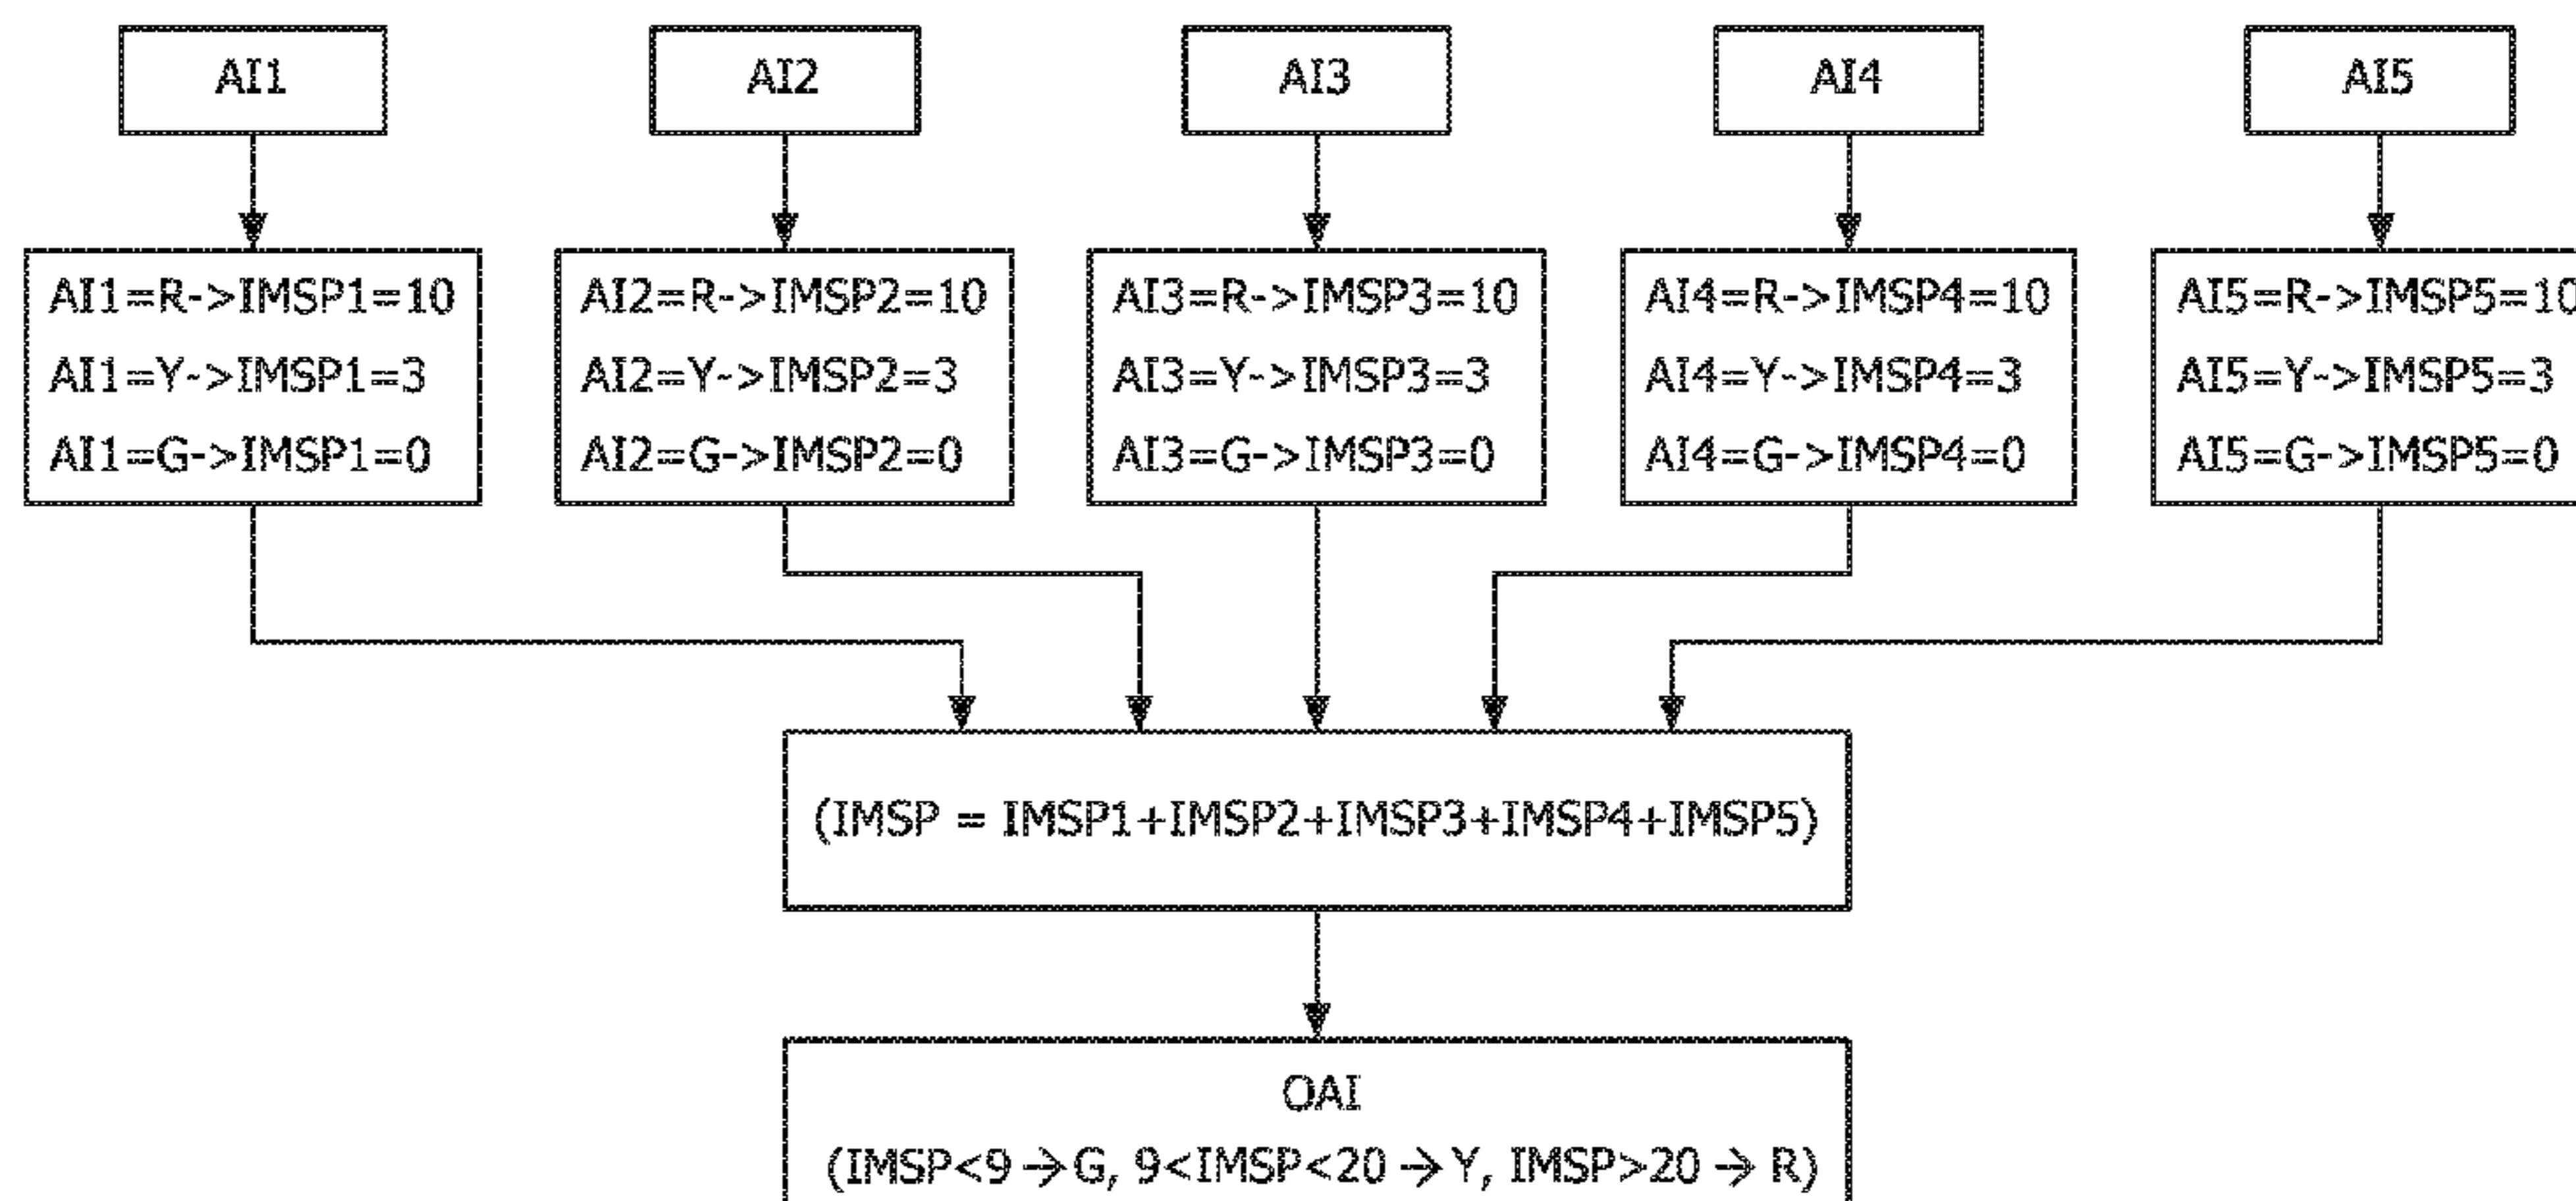 AI1
AI2
AI3
AI4
AI5
AI1=R->IMSP1=10
AI1=Y->IMSP1=3
AI1=G->IMSP1=0
AI2=R->IMSP2=10
AI2=Y->IMSP2=3
AI2=G->IMSP2=0
AI3=R->IMSP3=10
AI3=Y->IMSP3=3
AI3=G->IMSP3=0
AI4=R->IMSP4=10
AI4=Y->IMSP4=3
AI4=G->IMSP4=0
AI5=R->IMSP5=10
AI5=Y->IMSP5=3
AI5=G->IMSP5=0
(IMSP = IMSP1+IMSP2+IMSP3+IMSP4+IMSP5)
OAI
(IMSP<9→G, 9<IMSP<20→Y, IMSP>20→R)